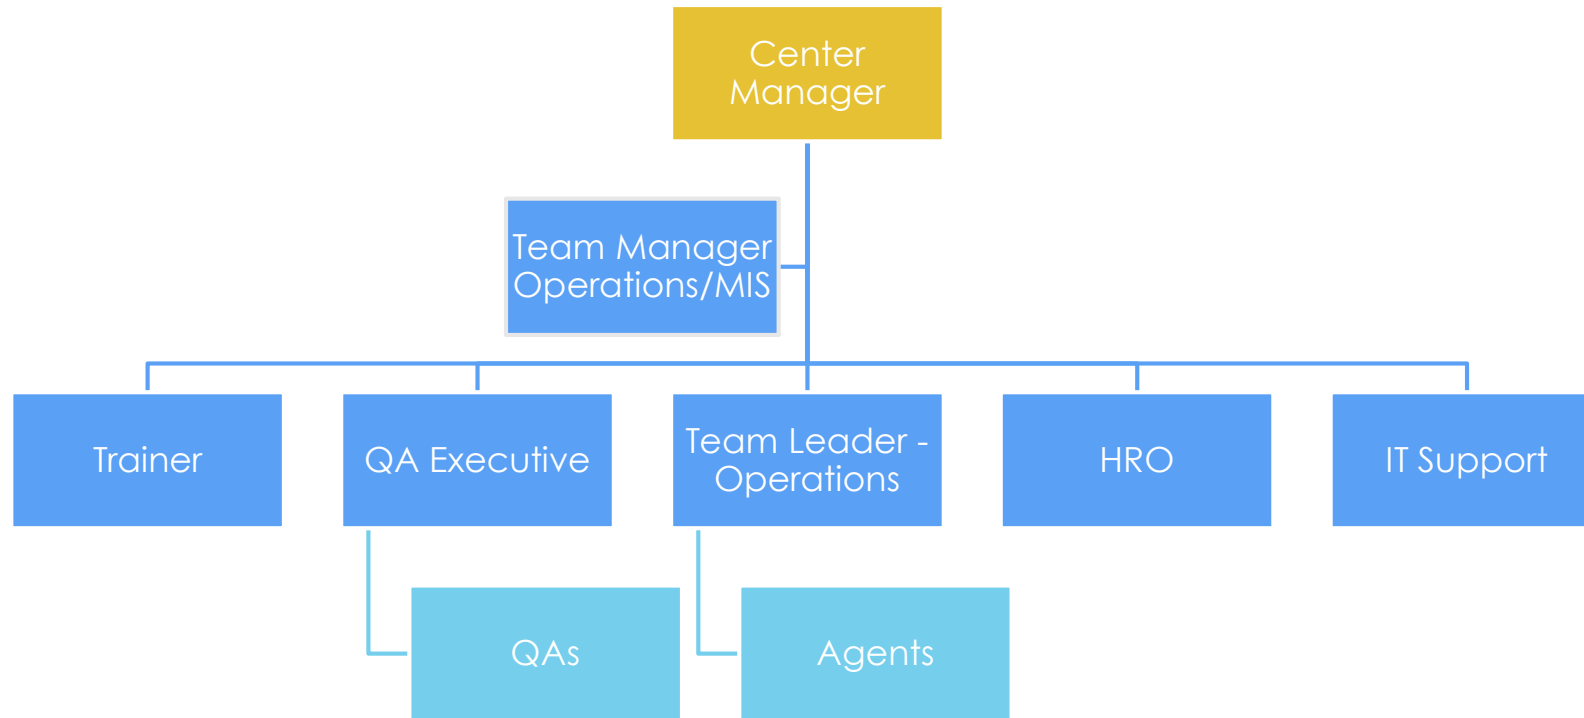 Center
Manager
Team Manager
Operations/MIS
Trainer
QA Executive
Team Leader -
Operations
HRO
IT Support
QAs
Agents